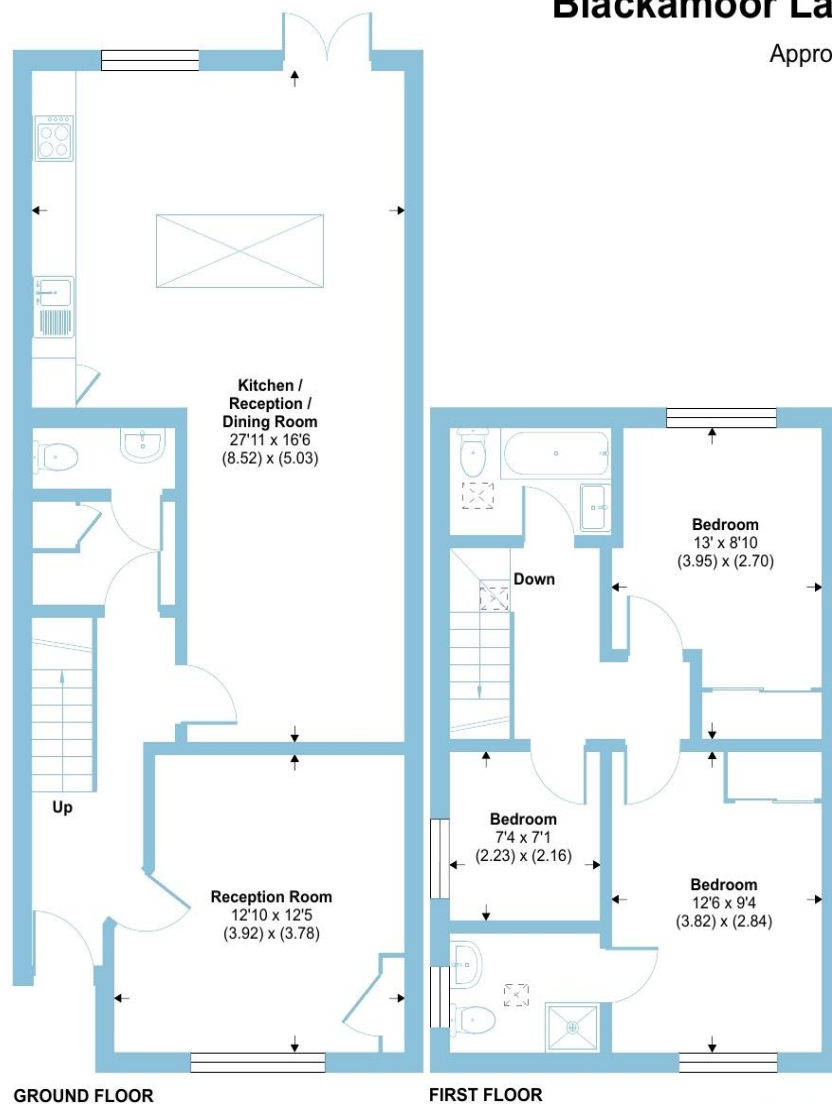 Blackamoor La
Appro
Kitchen /
Reception /
Dining Room
27'11 x 16'6
(8.52) x (5.03)
Up
Reception Room
12'10 x 12'5
(3.92) x (3.78)
GROUND FLOOR
Down
Bedroom
13' x 8'10
(3.95) x (2.70)
Bedroom
7'4 x 7'1
(2.23) x (2.16)
Bedroom
12'6 x 9'4
(3.82) x (2.84)
FIRST FLOOR